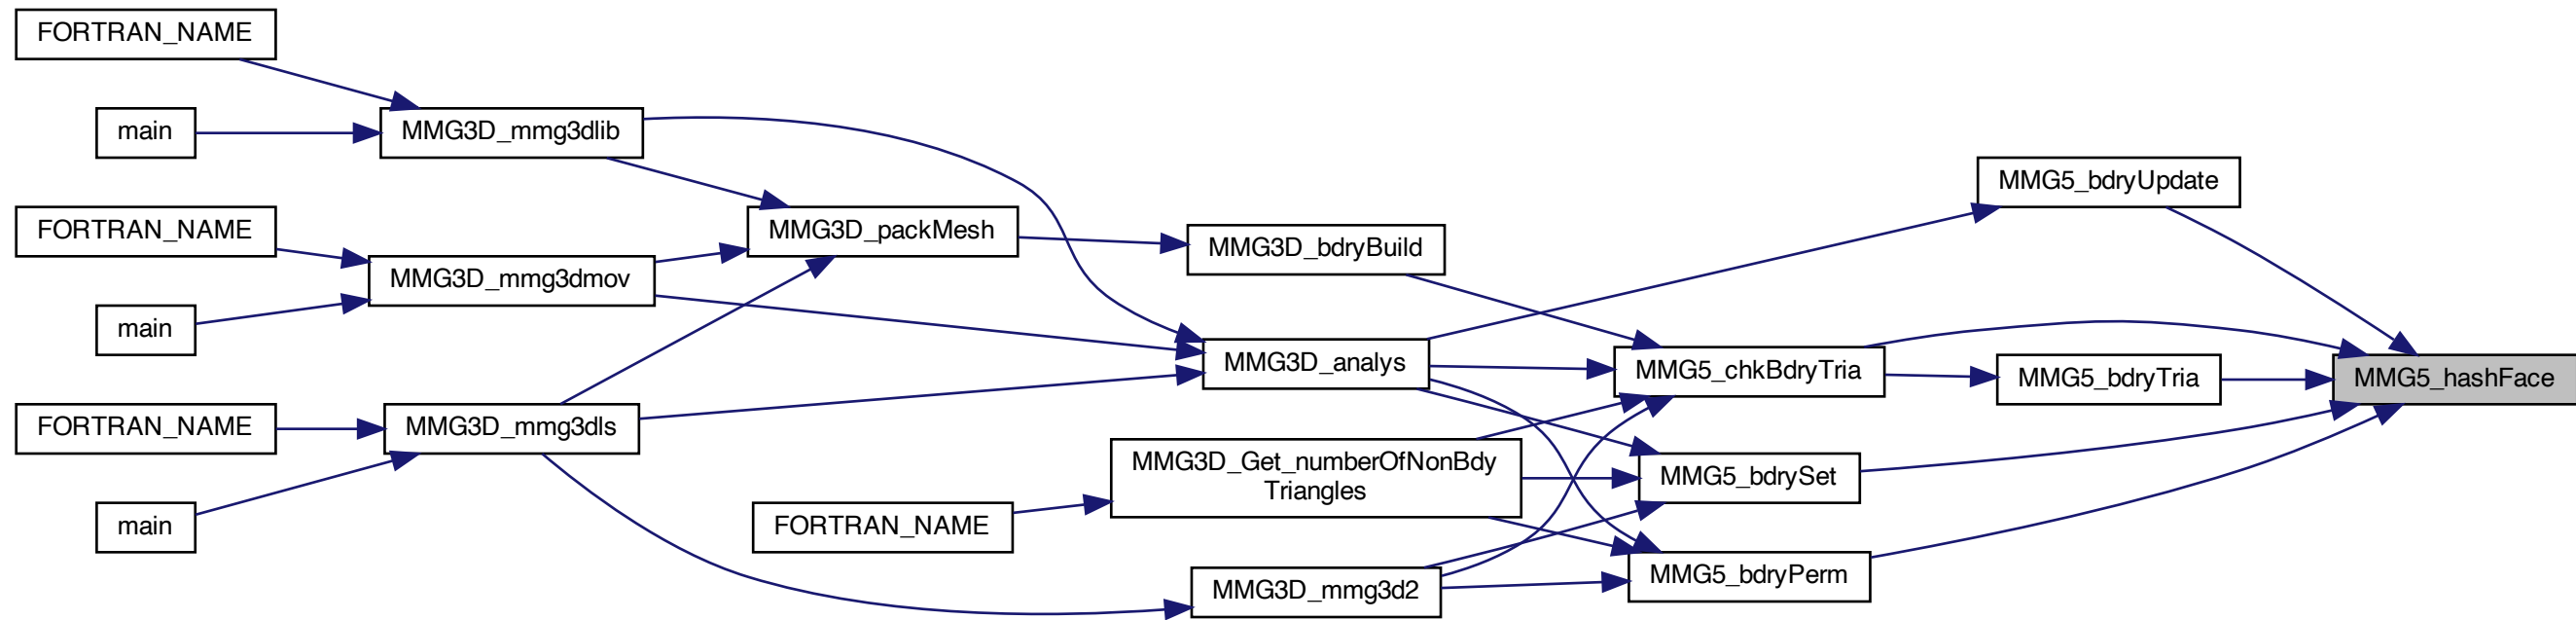 FORTRAN_NAME
main
MMG3D_mmg3dlib
FORTRAN_NAME
main
MMG3D_mmg3dmov
FORTRAN_NAME
main
MMG3D_mmg3dls
MMG3D_packMesh
FORTRAN_NAME
MMG3D_bdryBuild
MMG3D_analys
MMG3D_Get_numberOfNonBdy
Triangles
MMG3D_mmg3d2
MMG5_bdryUpdate
MMG5_chkBdryTria
MMG5_bdryTria
MMG5_bdrySet
MMG5_bdryPerm
MMG5_hashFace